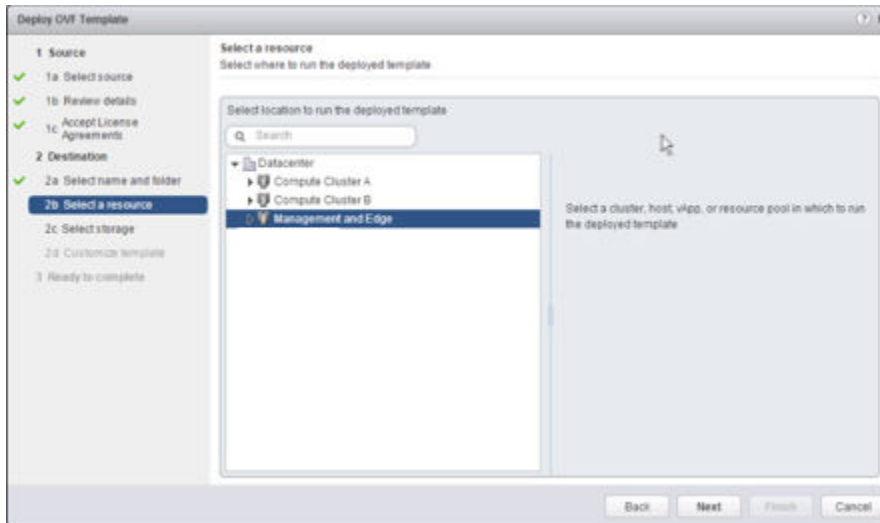 Deploy OVF Template
1 Source
1a Select source
1b Review details
1c Accept License
Agreements
2 Destination
2a Select name and folder
2b Select a resource
2c Select storage
2d Customize template
3 Ready to complete
Select a resource
Select where to run the deployed template
Select location to run the deployed template
Search
Datacenter
Compute Cluster A
Compute Cluster B
Management and Edge
Select a cluster, host, vApp, or resource pool in which to run
the deployed template
Back Next Finish Cancel